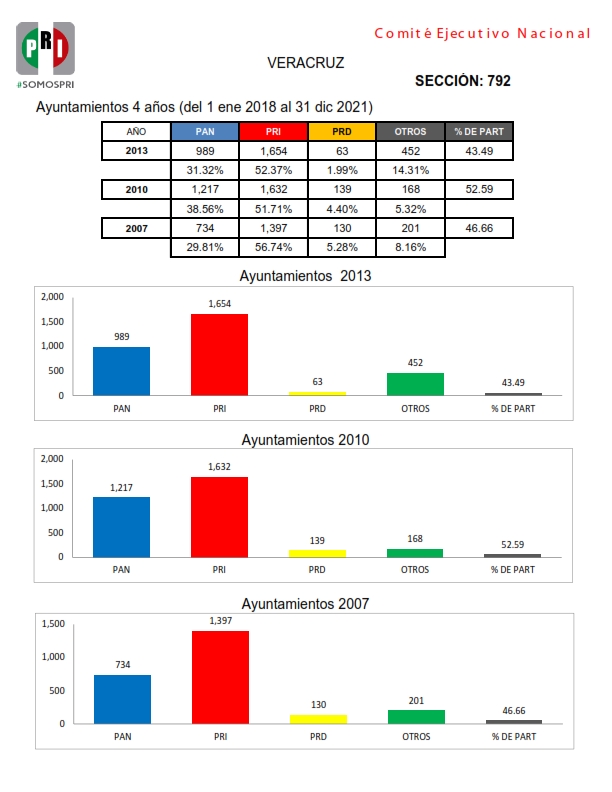 PRI
#SOMOSPRI
Comité Ejecutivo Nacional
VERACRUZ
SECCIÓN: 792
Ayuntamientos 4 años (del 1 ene 2018 al 31 dic 2021)
AÑO PAN PRI PRD OTROS % DE PART
2013 989 1,654 63 452 43.49
31.32% 52.37% 1.99% 14.31%
2010 1,217 1,632 139 168 52.59
38.56% 51.71% 4.40% 5.32%
2007 734 1,397 130 201 46.66
29.81% 56.74% 5.28% 8.16%
Ayuntamientos 2013
2,000
1,500
1,000
500
0
989 1,654 63 452 43.49
PAN PRI PRD OTROS % DE PART
Ayuntamientos 2010
2,000
1,500
1,000
500
0
1,217 1,632 139 168 52.59
PAN PRI PRD OTROS % DE PART
Ayuntamientos 2007
1,500
1,000
500
0
734 1,397 130 201 46.66
PAN PRI PRD OTROS % DE PART